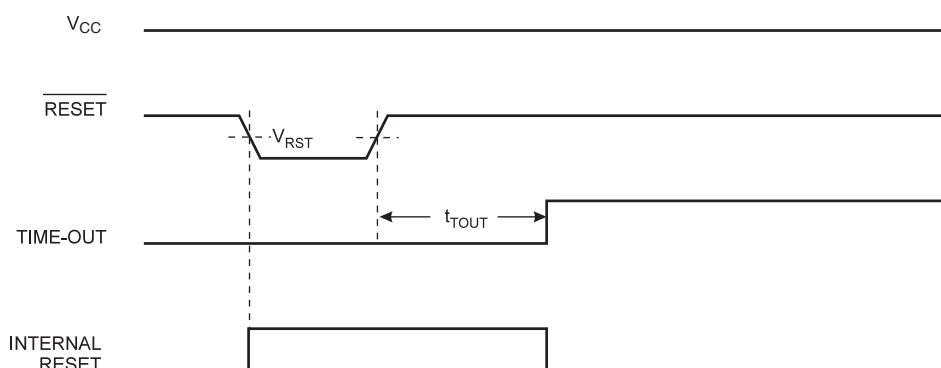 VCC
RESET
VRST
tTOUT
TIME-OUT
INTERNAL
RESET